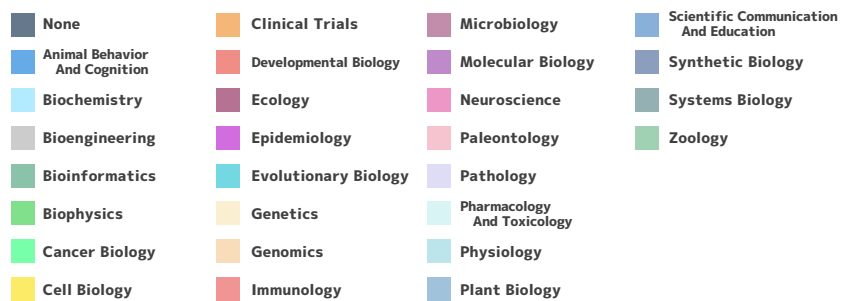 None
Animal Behavior
And Cognition
Biochemistry
Bioengineering
Bioinformatics
Biophysics
Cancer Biology
Cell Biology
Clinical Trials
Developmental Biology
Ecology
Epidemiology
Evolutionary Biology
Genetics
Genomics
Immunology
Microbiology
Molecular Biology
Neuroscience
Paleontology
Pathology
Pharmacology
And Toxicology
Physiology
Plant Biology
Scientific Communication
And Education
Synthetic Biology
Systems Biology
Zoology